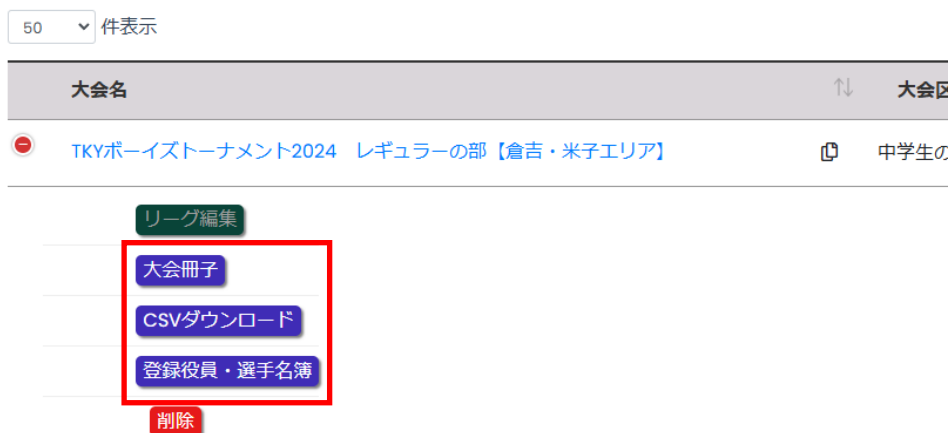 50 件表示
大会名 大会区
TKYボーイズトーナメント2024　レギュラーの部【倉吉・米子エリア】 中学生の
リーグ編集
大会冊子
CSVダウンロード
登録役員・選手名簿
削除